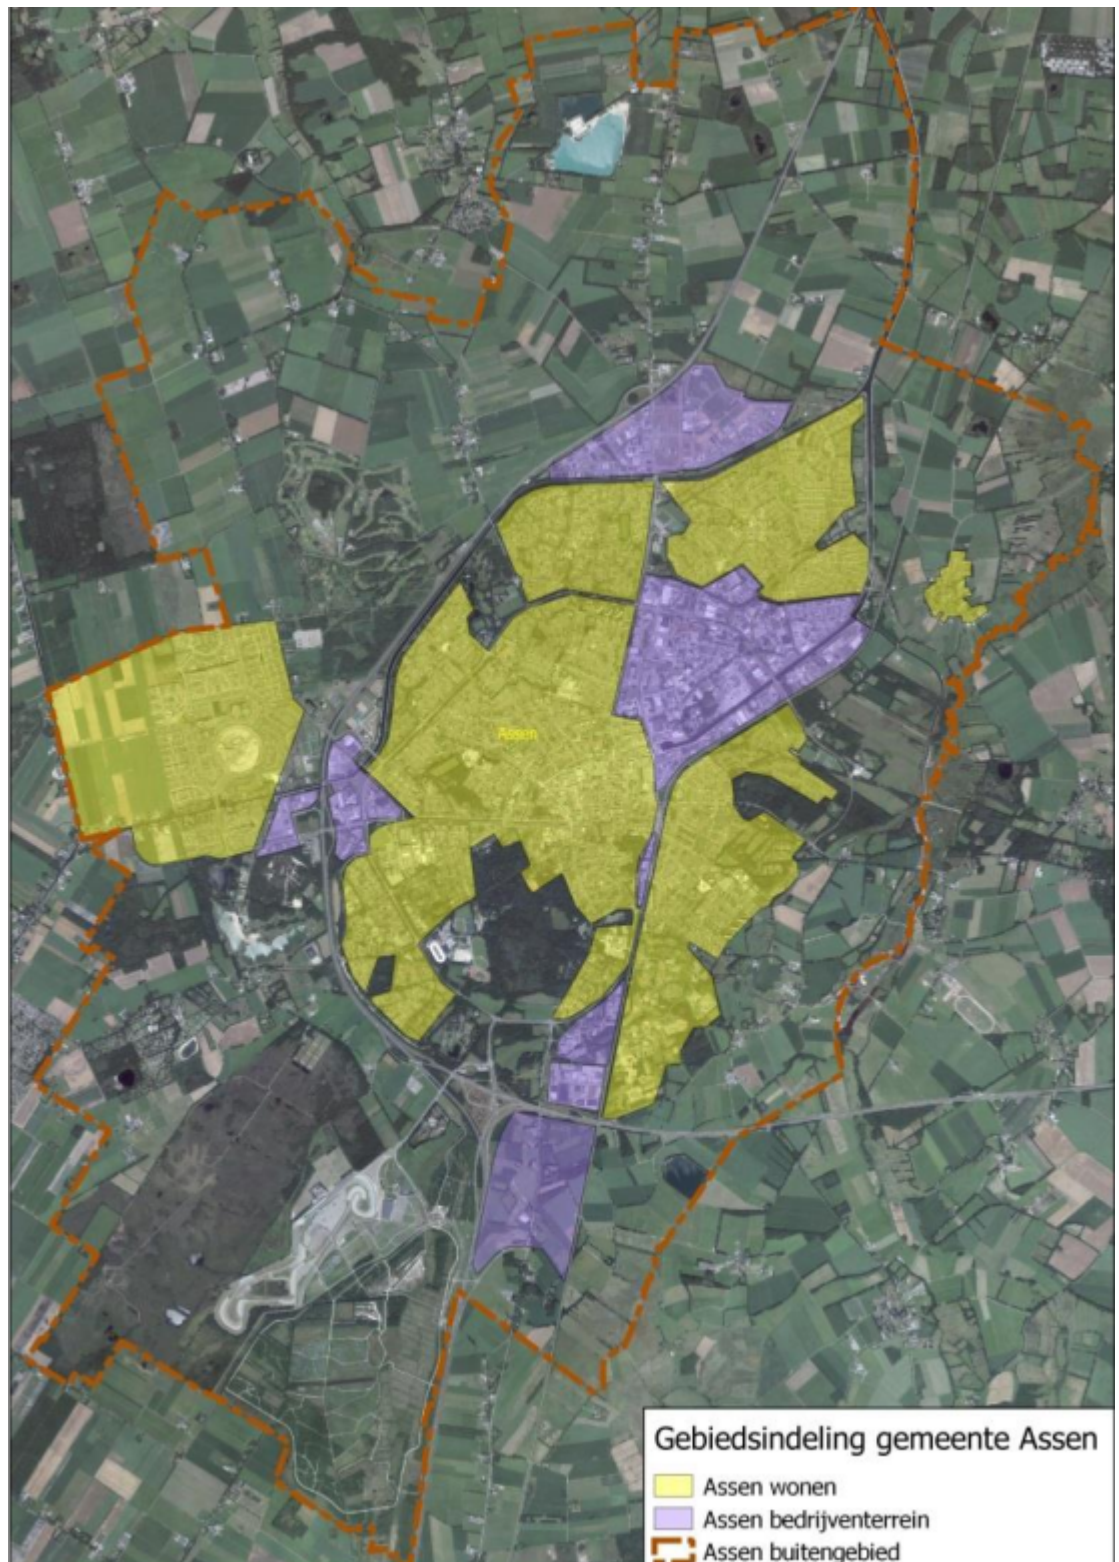 Assen
Gebiedsindeling gemeente Assen
Assen wonen
Assen bedrijventerrein
Assen buitengebied